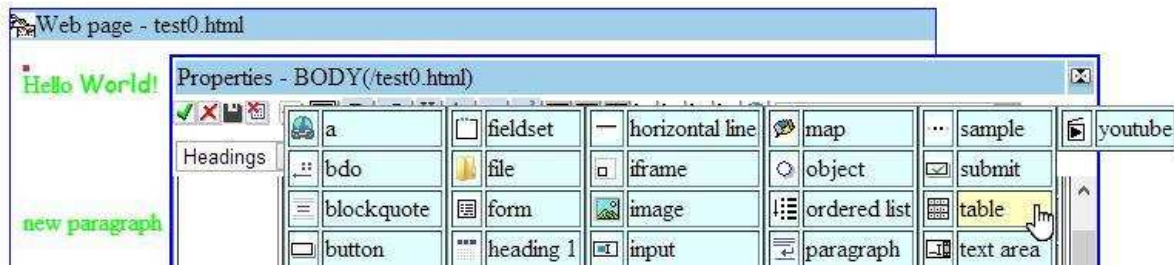 Web page - test0.html
Hello World!
Properties - BODY(/test0.html)
a fieldset horizontal line map sample youtube
Headings
bdo file iframe object submit
blockquote form image ordered list table
new paragraph
button heading 1 input paragraph text area